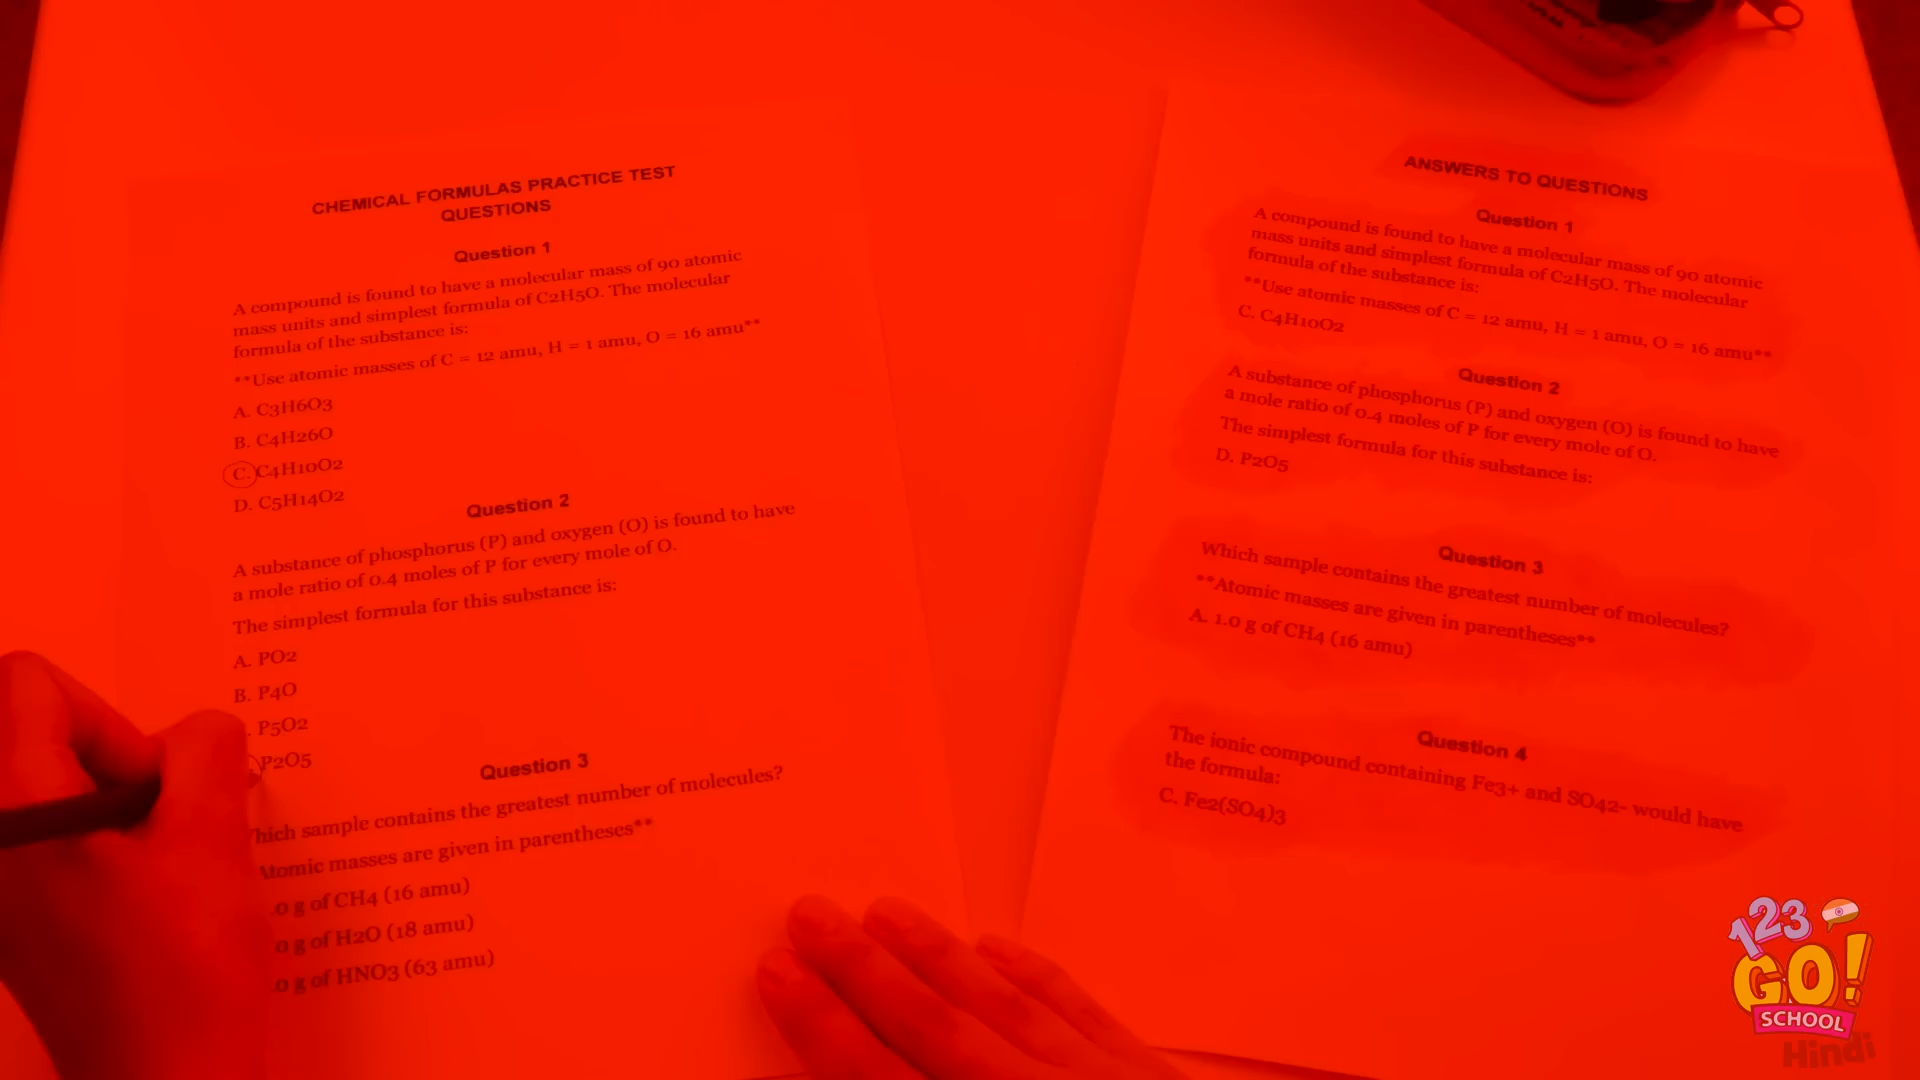 CHEMICAL FORMULAS PRACTICE TEST
QUESTIONS
Question 1
A compound is found to have a molecular mass of 90 atomic
mass units and simplest formula of C2H5O. The molecular
formula of the substance is:
**Use atomic masses of C = 12 amu, H = 1 amu, O = 16 amu**
A. C3H6O3
B. C4H26O
C. C4H10O2
D. C5H14O2
Question 2
A substance of phosphorus (P) and oxygen (O) is found to have
a mole ratio of 0.4 moles of P for every mole of O.
The simplest formula for this substance is:
A. PO2
B. P4O
. P5O2
P2O5
Question 3
hich sample contains the greatest number of molecules?
Atomic masses are given in parentheses**
.0 g of CH4 (16 amu)
.0 g of H2O (18 amu)
.0 g of HNO3 (63 amu)
ANSWERS TO QUESTIONS
Question 1
A compound is found to have a molecular mass of 90 atomic
mass units and simplest formula of C2H5O. The molecular
formula of the substance is:
**Use atomic masses of C = 12 amu, H = 1 amu, O = 16 amu**
C. C4H10O2
Question 2
A substance of phosphorus (P) and oxygen (O) is found to have
a mole ratio of 0.4 moles of P for every mole of O.
The simplest formula for this substance is:
D. P2O5
Question 3
Which sample contains the greatest number of molecules?
**Atomic masses are given in parentheses**
A. 1.0 g of CH4 (16 amu)
Question 4
The ionic compound containing Fe3+ and SO42- would have
the formula:
C. Fe2(SO4)3
123
GO!
SCHOOL
Hindi